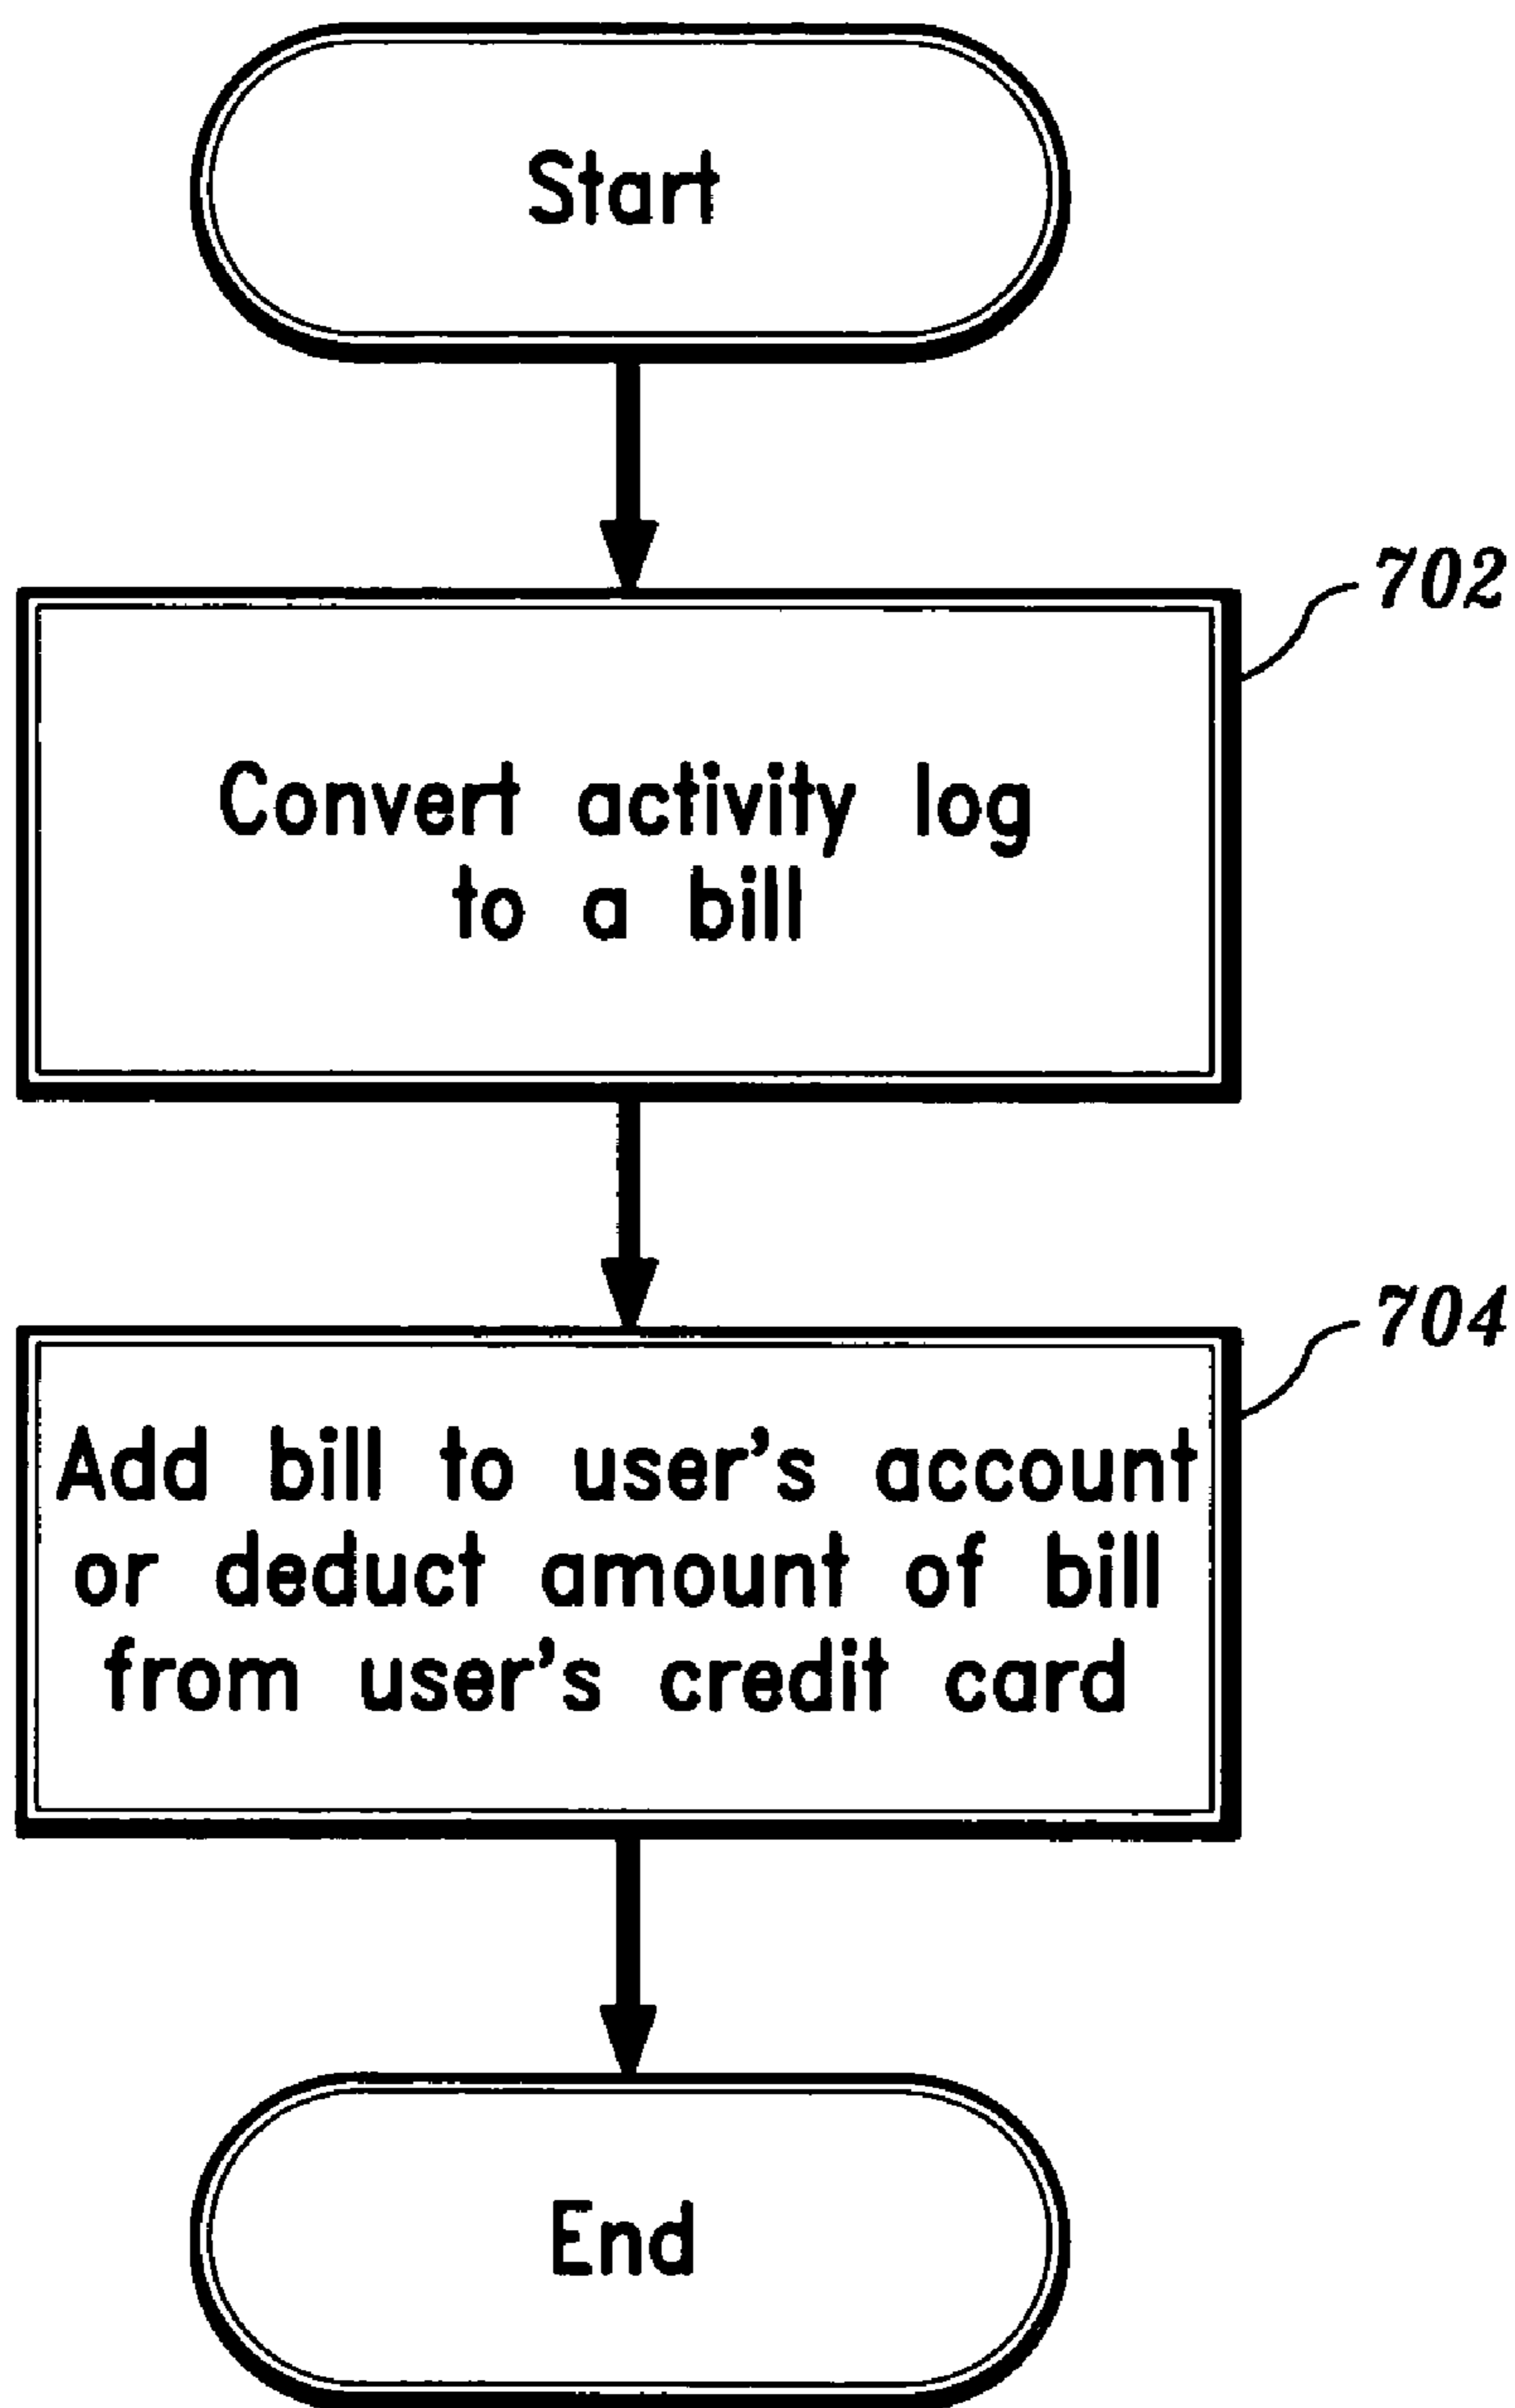 Start
702
Convert activity log
to a bill
704
Add bill to user's account
or deduct amount of bill
from user's credit card
End